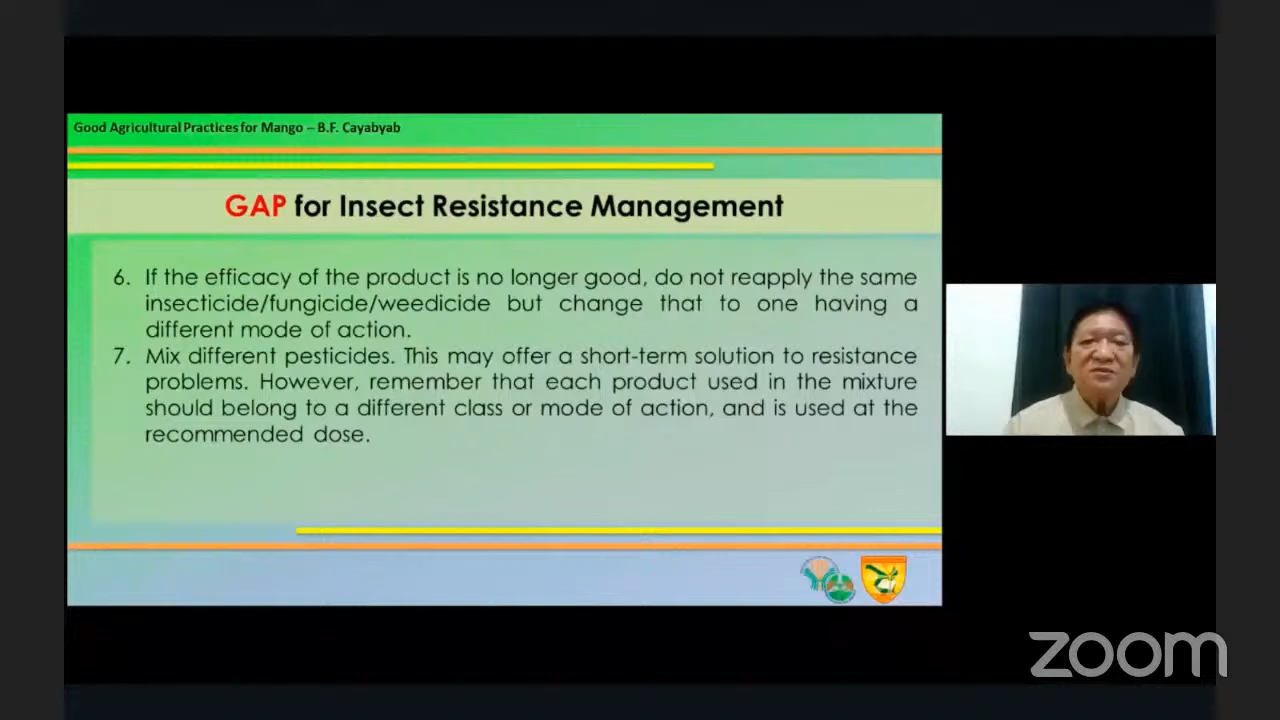 Good Agricultural Practices for Mango – B.F. Cayabyab
GAP for Insect Resistance Management
6. If the efficacy of the product is no longer good, do not reapply the same
insecticide/fungicide/weedicide but change that to one having a
different mode of action.
7. Mix different pesticides. This may offer a short-term solution to resistance
problems. However, remember that each product used in the mixture
should belong to a different class or mode of action, and is used at the
recommended dose.
zoom